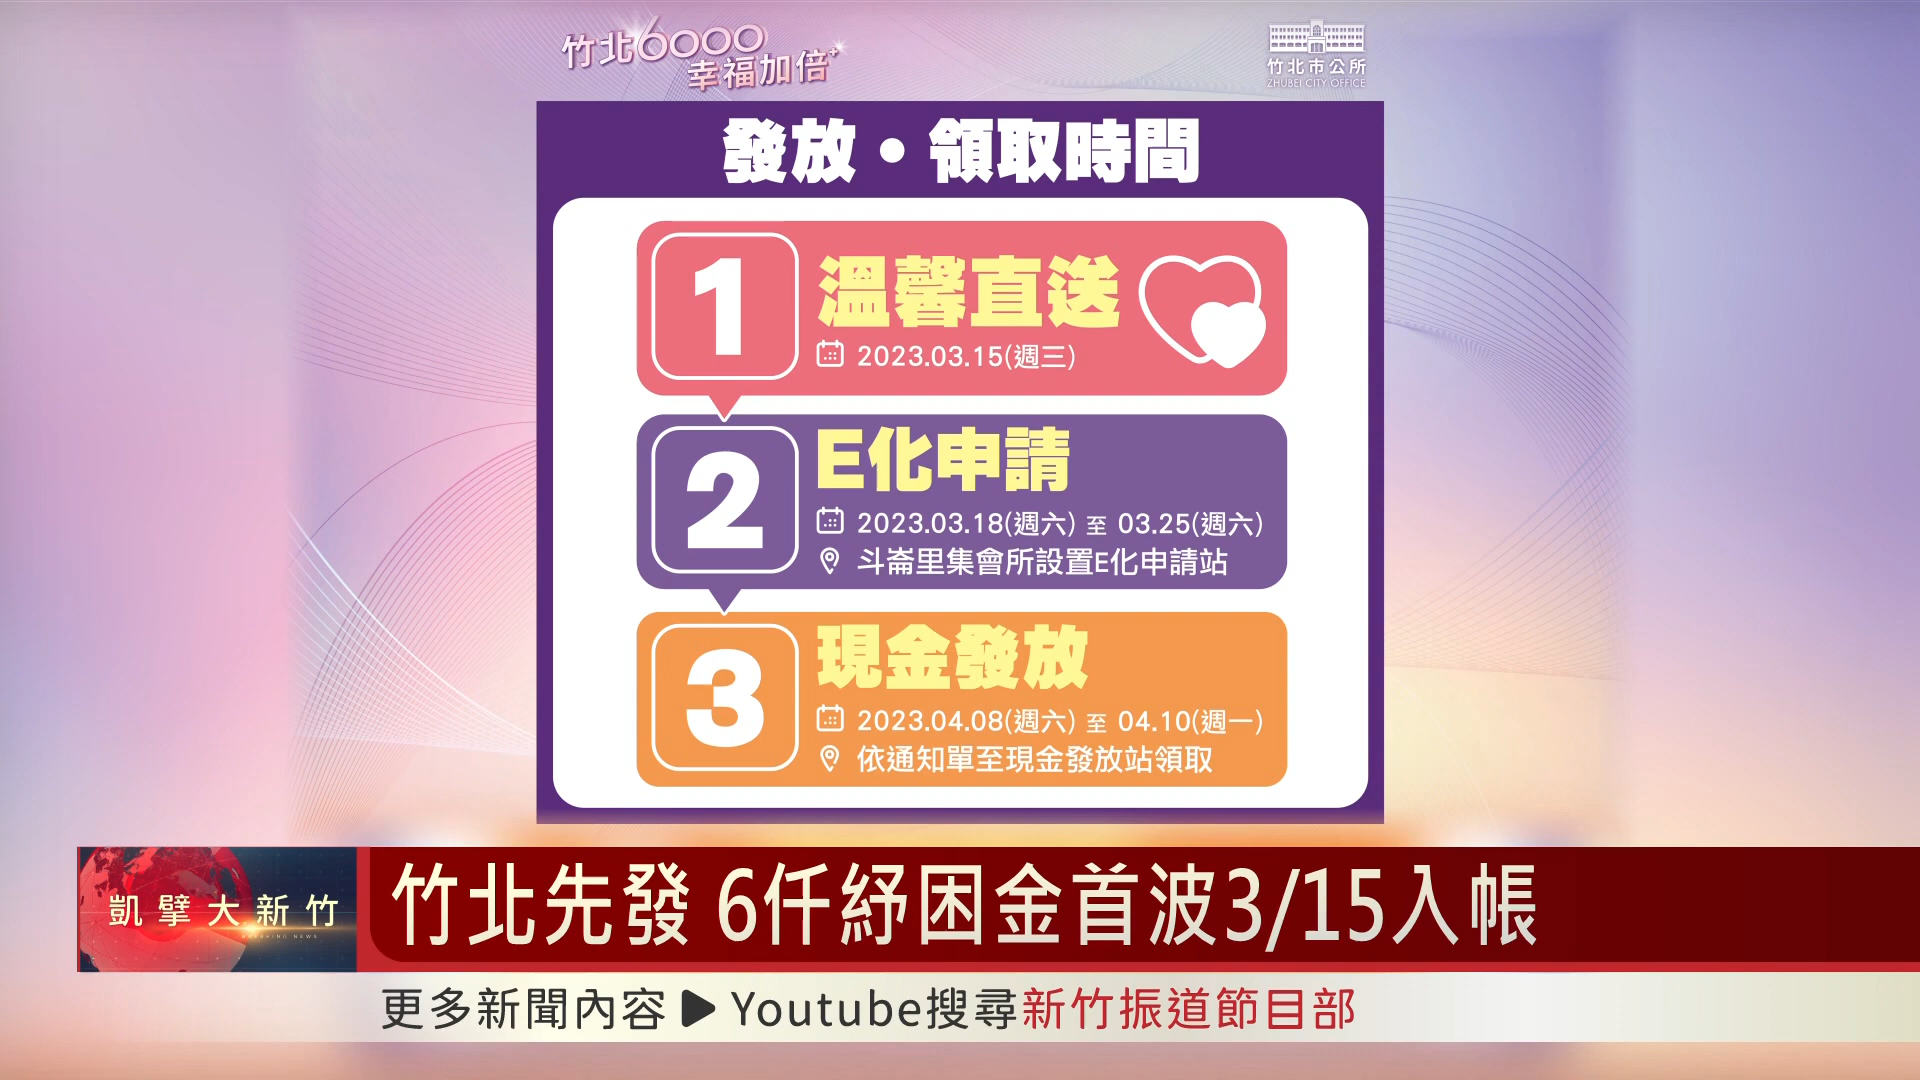 竹北6000
幸福加倍+
竹北市公所
ZHUBEI CITY OFFICE
發放•領取時間
1
溫馨直送
2023.03.15(週三)
2
E化申請
2023.03.18(週六) 至 03.25(週六)
斗崙里集會所設置E化申請站
3
現金發放
2023.04.08(週六) 至 04.10(週一)
依通知單至現金發放站領取
凱擘大新竹
BREAKING NEWS
竹北先發 6仟紓困金首波3/15入帳
更多新聞內容▶Youtube搜尋新竹振道節目部